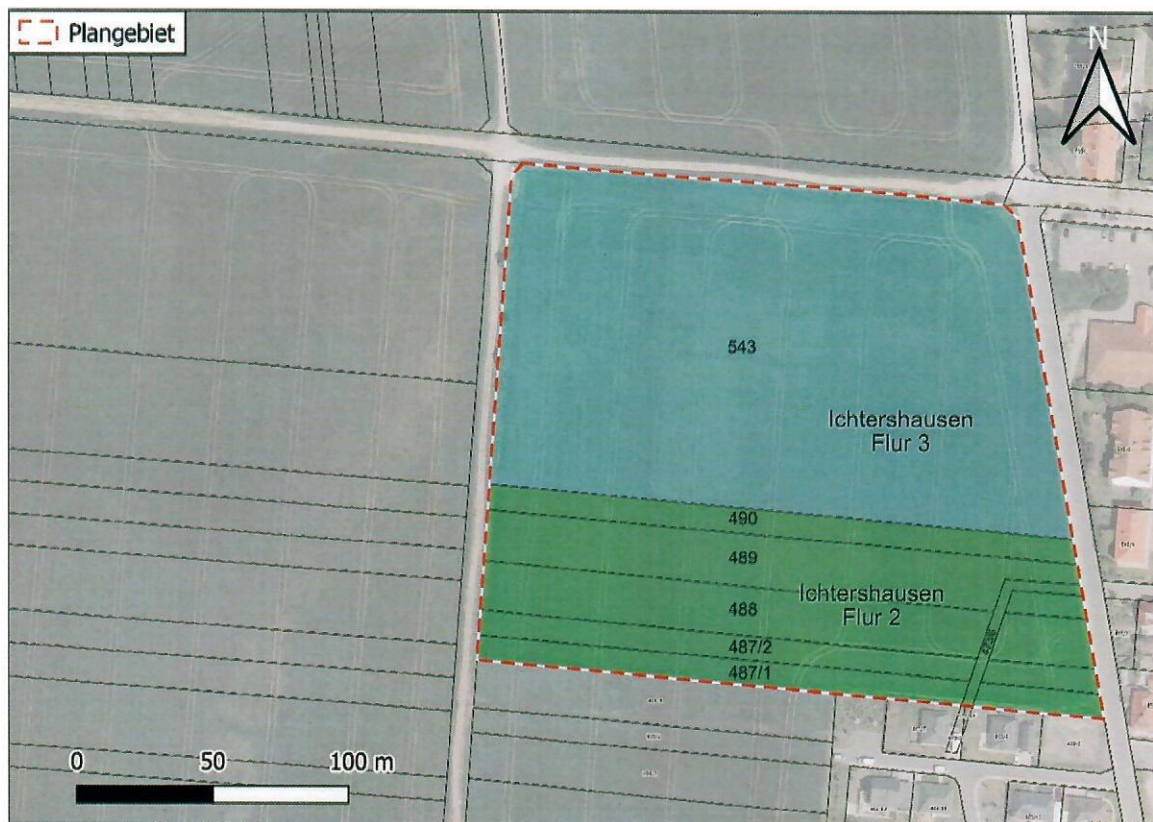 Plangebiet
N
543
Ichtershausen
Flur 3
490
489
488
Ichtershausen
Flur 2
487/2
487/1
0 50 100 m